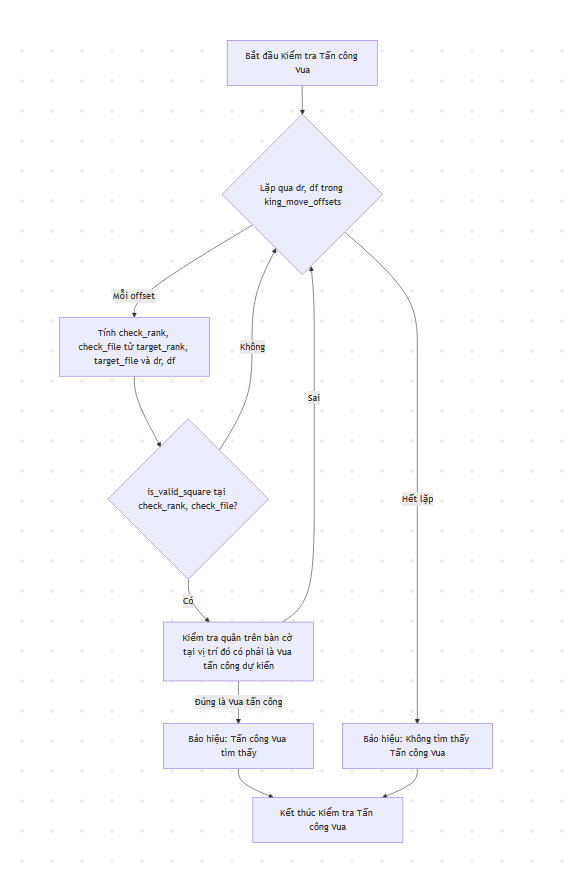 Bắt đầu Kiểm tra Tấn công
Vua
Lặp qua dr, df trong
king_move_offsets
Mỗi offset
Tính check_rank,
check_file từ target_rank,
target_file và dr, df
Không
Sai
is_valid_square tại
check_rank, check_file?
Hết lặp
Có
Kiểm tra quân trên bàn cờ
tại vị trí đó có phải là Vua
tấn công dự kiến
Đúng là Vua tấn công
Báo hiệu: Tấn công Vua
tìm thấy
Báo hiệu: Không tìm thấy
Tấn công Vua
Kết thúc Kiểm tra Tấn
công Vua